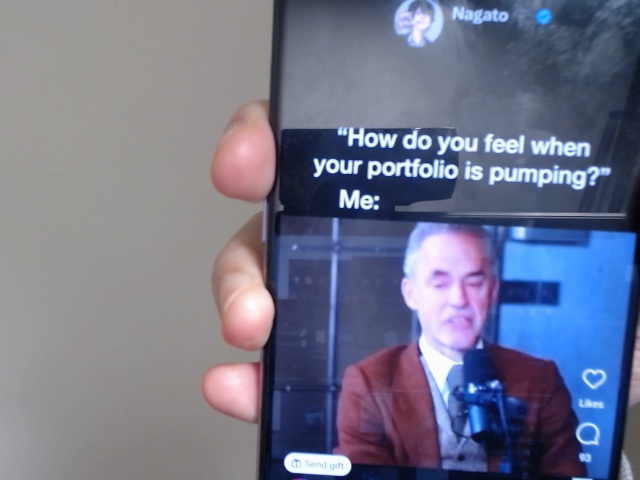 Nagato
“How do you feel when
your portfolio is pumping?”
Me:
Likes
93
Send gift